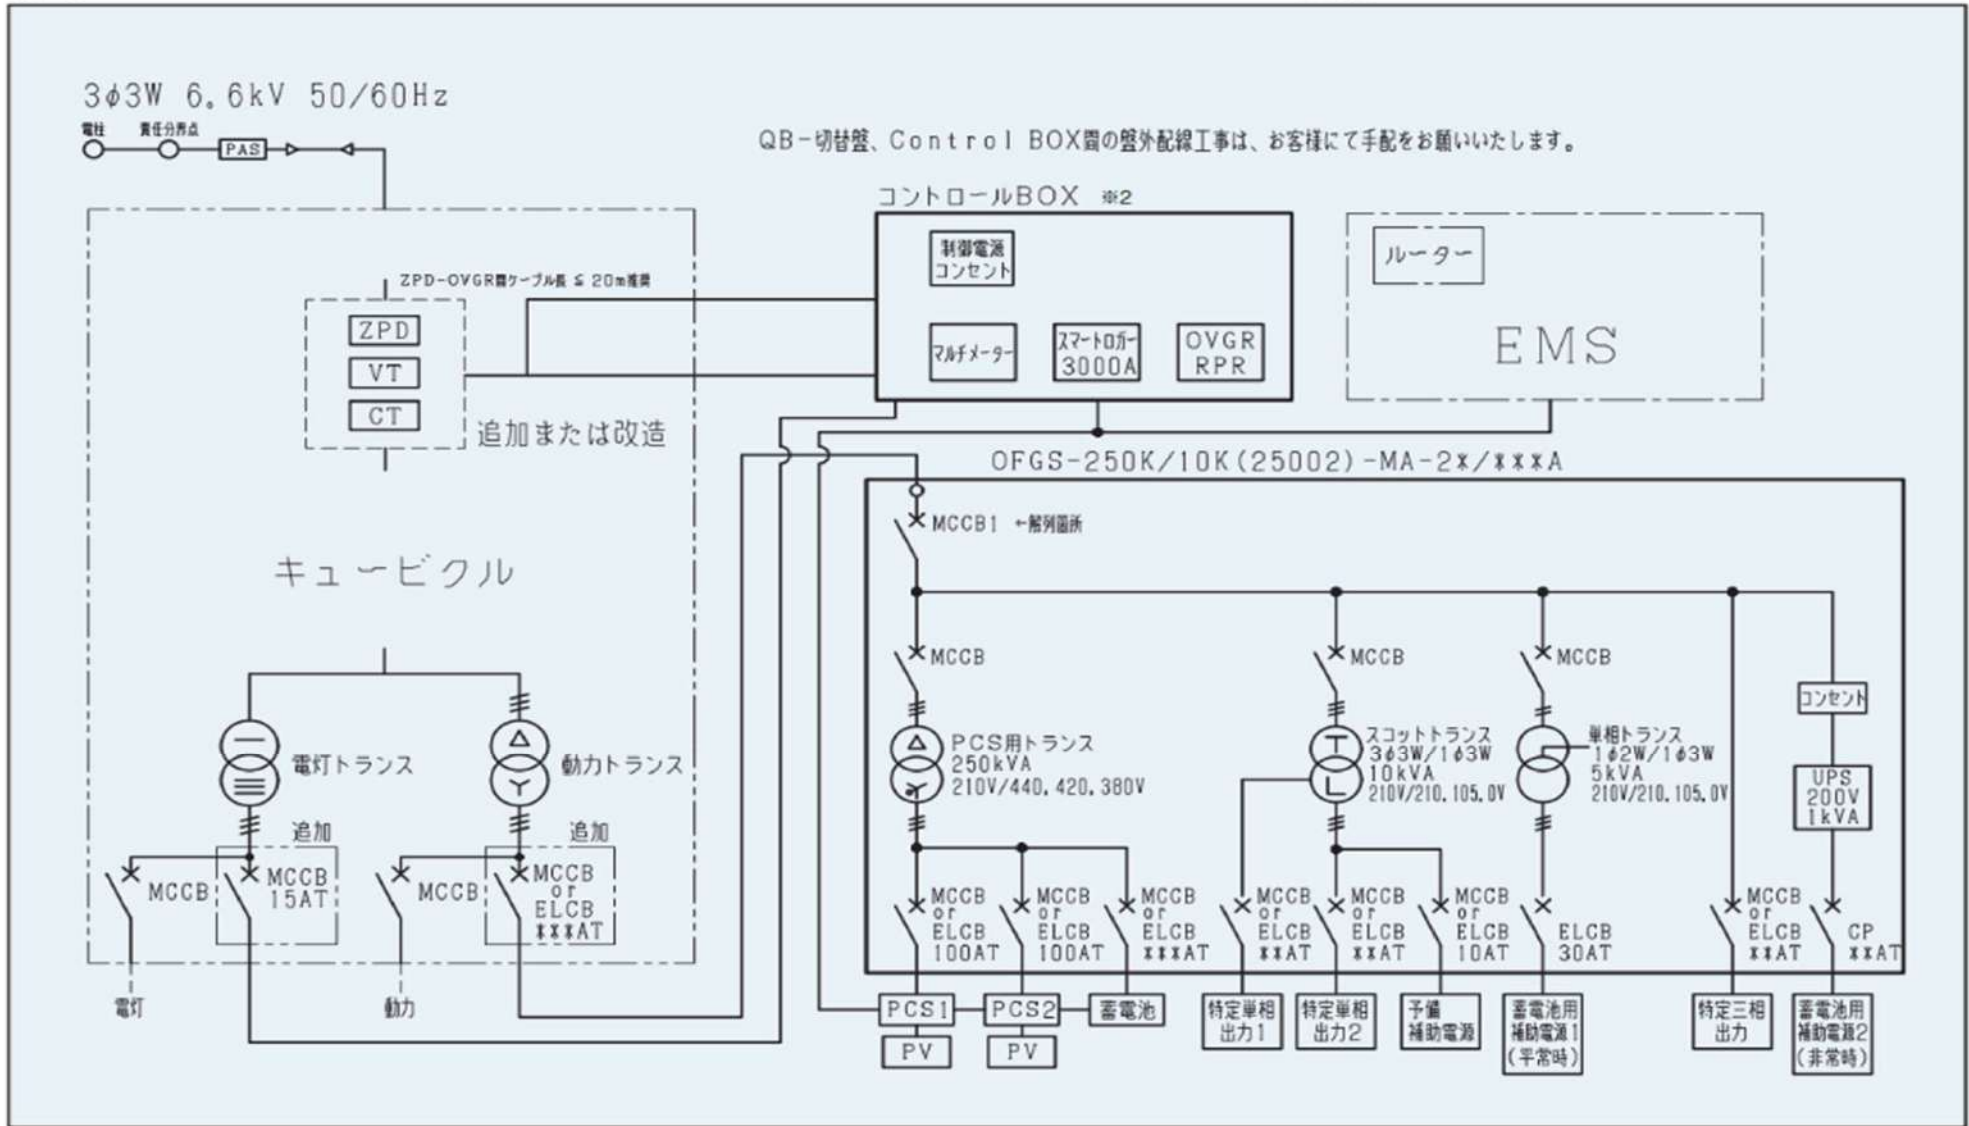 3φ3W 6.6kV 50/60Hz
電柱
責任分界点
PAS
QB-切替盤、Control BOX間の盤外配線工事は、お客様にて手配をお願いいたします。
コントロールBOX ※2
制御電源
コンセント
マルチメーター
スマートロガー
3000A
OVGR
RPR
ルーター
EMS
ZPD-OVGR間ケーブル長 ≦ 20m推奨
ZPD
VT
CT
追加または改造
キュービクル
電灯トランス
動力トランス
追加
追加
MCCB
MCCB
15AT
MCCB
MCCB
or
ELCB
***AT
電灯
動力
OFGS-250K/10K(25002)-MA-2*/***A
MCCB1 ←解列箇所
MCCB
MCCB
MCCB
PCS用トランス
250kVA
210V/440,420,380V
スコットトランス
3φ3W/1φ3W
10kVA
210V/210,105.0V
単相トランス
1φ2W/1φ3W
5kVA
210V/210,105.0V
コンセント
UPS
200V
1kVA
MCCB
or
ELCB
100AT
MCCB
or
ELCB
100AT
MCCB
or
ELCB
***AT
MCCB
or
ELCB
**AT
MCCB
or
ELCB
**AT
MCCB
or
ELCB
10AT
ELCB
30AT
MCCB
or
ELCB
**AT
CP
**AT
PCS1
PV
PCS2
PV
蓄電池
特定単相
出力1
特定単相
出力2
予備
補助電源
蓄電池用
補助電源1
(平常時)
特定三相
出力
蓄電池用
補助電源2
(非常時)